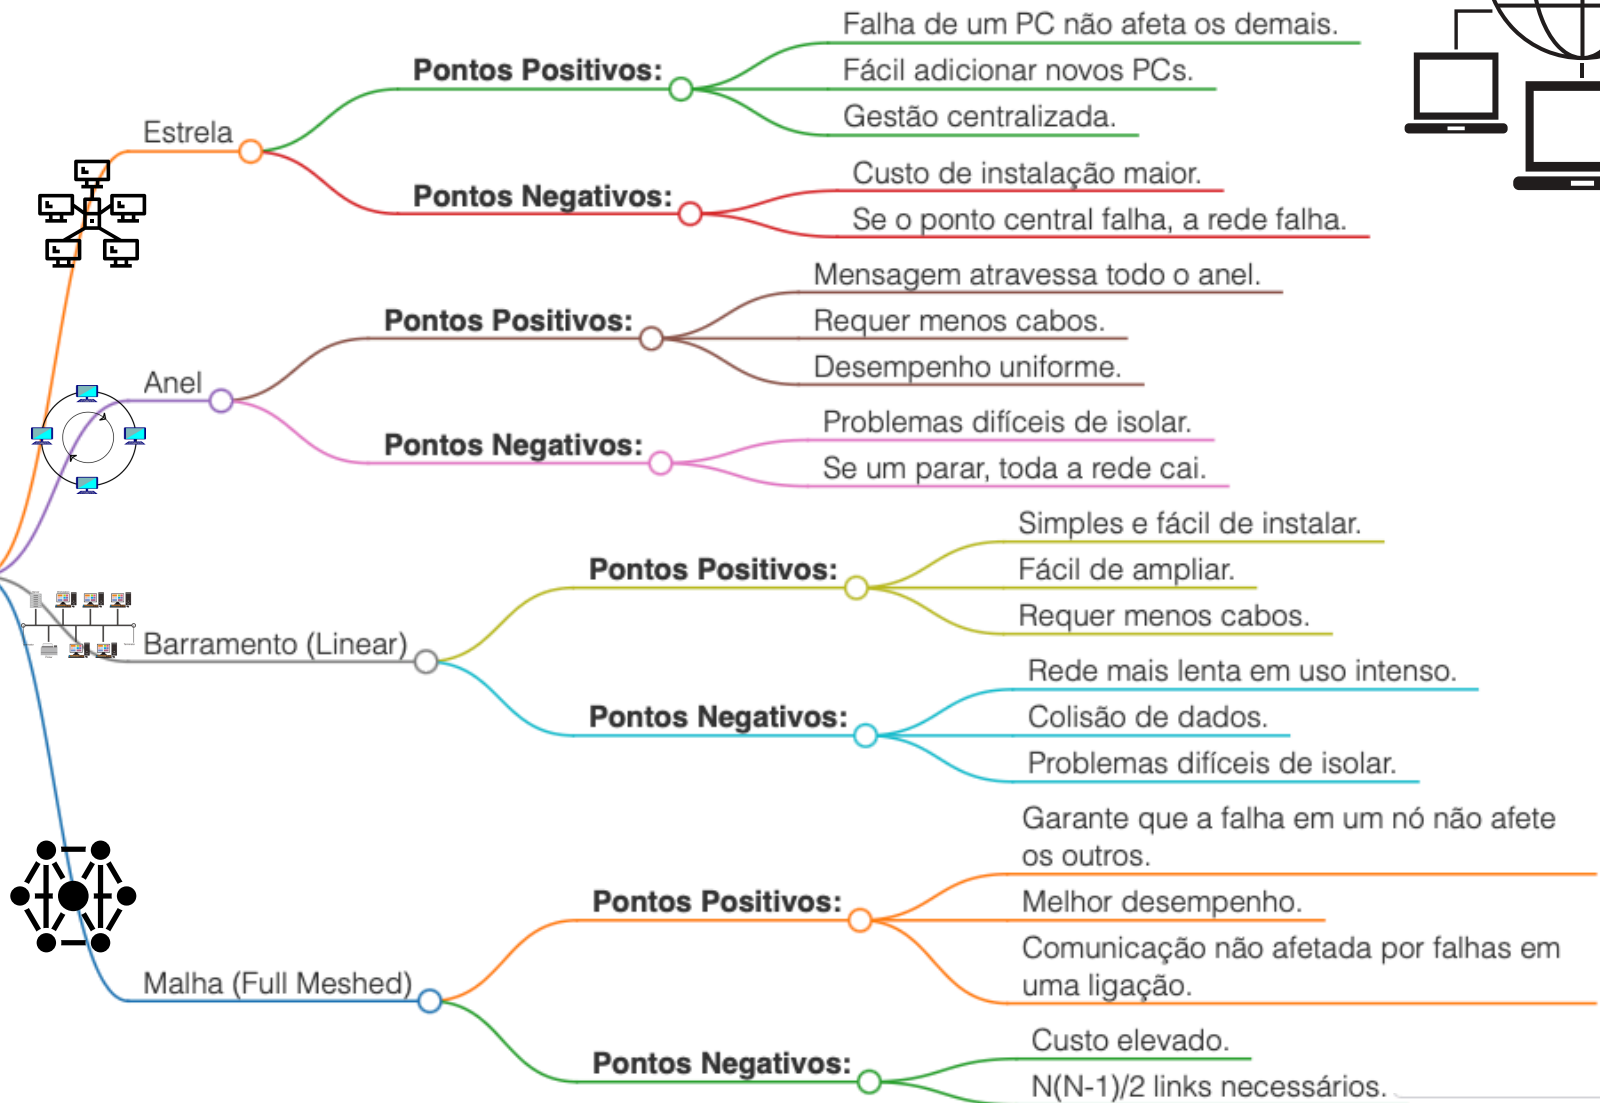 Estrela
Pontos Positivos:
Falha de um PC não afeta os demais.
Fácil adicionar novos PCs.
Gestão centralizada.
Pontos Negativos:
Custo de instalação maior.
Se o ponto central falha, a rede falha.
Anel
Pontos Positivos:
Mensagem atravessa todo o anel.
Requer menos cabos.
Desempenho uniforme.
Pontos Negativos:
Problemas difíceis de isolar.
Se um parar, toda a rede cai.
Barramento (Linear)
Pontos Positivos:
Simples e fácil de instalar.
Fácil de ampliar.
Requer menos cabos.
Pontos Negativos:
Rede mais lenta em uso intenso.
Colisão de dados.
Problemas difíceis de isolar.
Malha (Full Meshed)
Pontos Positivos:
Garante que a falha em um nó não afete
os outros.
Melhor desempenho.
Comunicação não afetada por falhas em
uma ligação.
Pontos Negativos:
Custo elevado.
N(N-1)/2 links necessários.